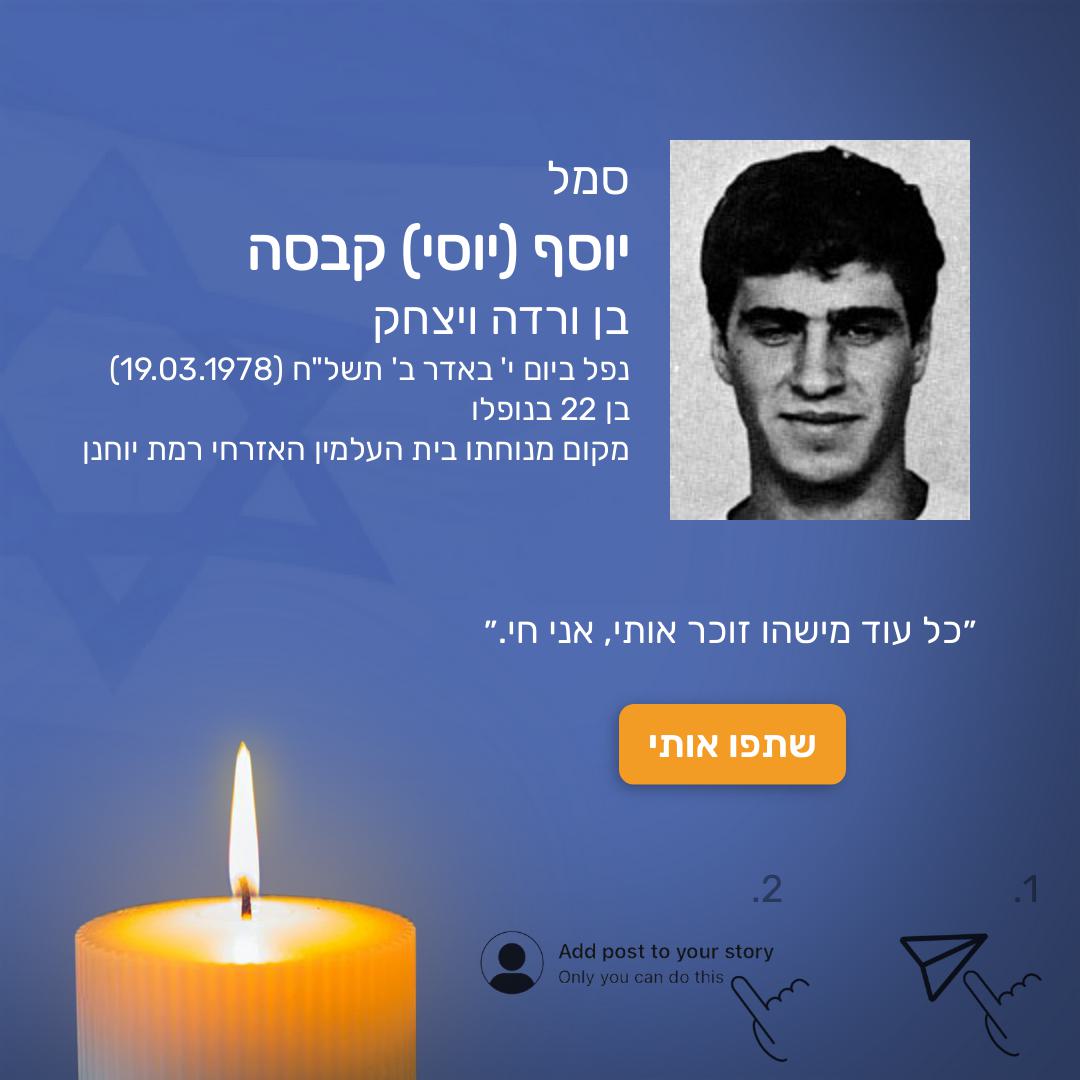 סמל
יוסף (יוסי) קבסה
בן ורדה ויצחק
נפל ביום י' באדר ב' תשל"ח (19.03.1978)
בן 22 בנופלו
מקום מנוחתו בית העלמין האזרחי רמת יוחנן
״כל עוד מישהו זוכר אותי, אני חי.״
שתפו אותי
1.
2.
Add post to your story
Only you can do this